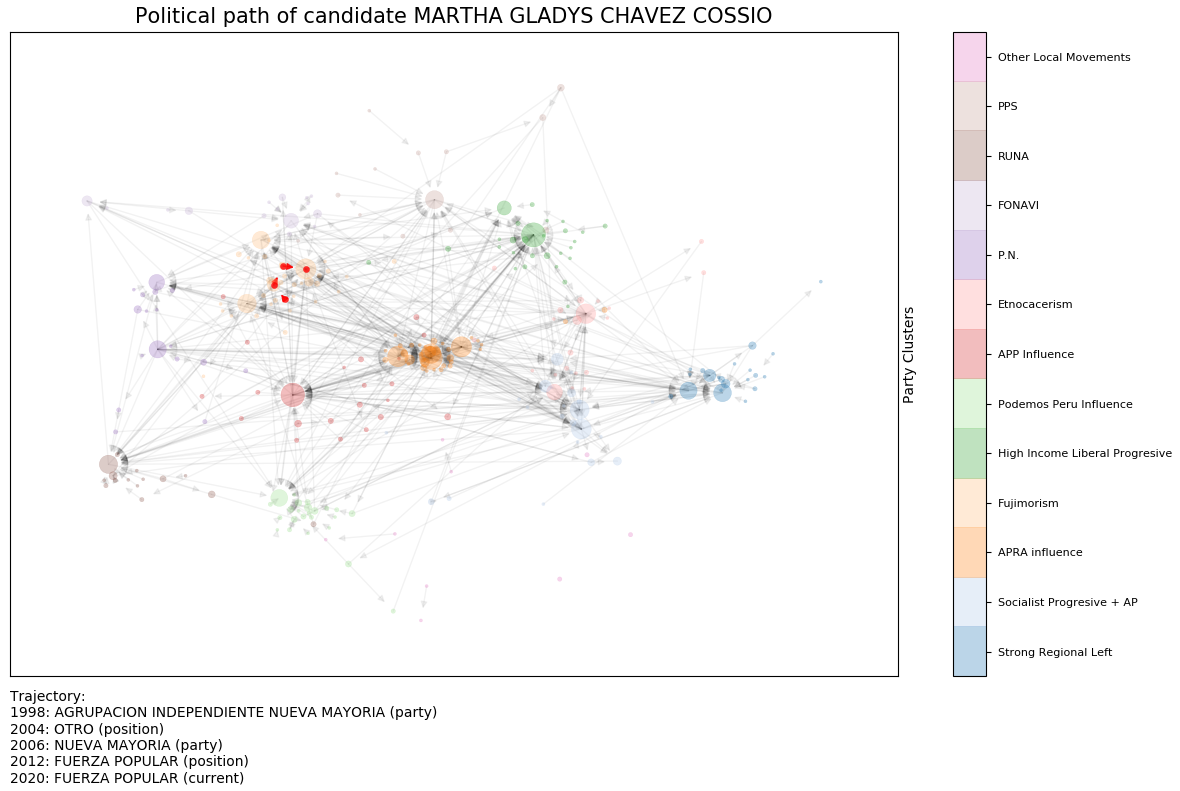 Political path of candidate MARTHA GLADYS CHAVEZ COSSIO
Other Local Movements
PPS
RUNA
FONAVI
P.N.
Etnocacerism
APP Influence
Podemos Peru Influence
High Income Liberal Progresive
Fujimorism
APRA influence
Socialist Progresive + AP
Strong Regional Left
Party Clusters
Trajectory:
1998: AGRUPACION INDEPENDIENTE NUEVA MAYORIA (party)
2004: OTRO (position)
2006: NUEVA MAYORIA (party)
2012: FUERZA POPULAR (position)
2020: FUERZA POPULAR (current)